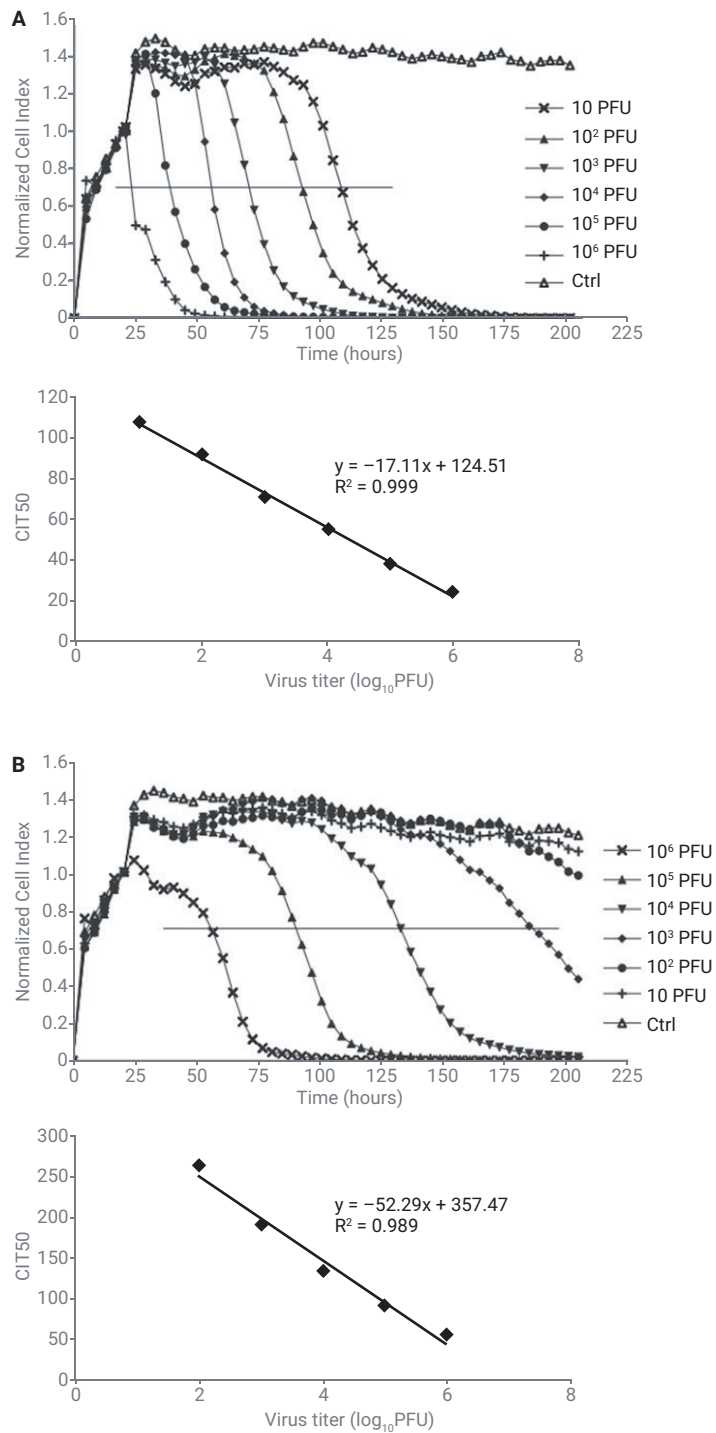 A
1.6
1.4
1.2
1.0
0.8
0.6
0.4
0.2
0
Normalized Cell Index
10 PFU
10² PFU
10³ PFU
10⁴ PFU
10⁵ PFU
10⁶ PFU
Ctrl
0 25 50 75 100 125 150 175 200 225
Time (hours)
120
100
80
60
40
20
0
CIT50
y = −17.11x + 124.51
R² = 0.999
0 2 4 6 8
Virus titer (log₁₀PFU)
B
1.6
1.4
1.2
1.0
0.8
0.6
0.4
0.2
0
Normalized Cell Index
10⁶ PFU
10⁵ PFU
10⁴ PFU
10³ PFU
10² PFU
10 PFU
Ctrl
0 25 50 75 100 125 150 175 200 225
Time (hours)
300
250
200
150
100
50
0
CIT50
y = −52.29x + 357.47
R² = 0.989
0 2 4 6 8
Virus titer (log₁₀PFU)